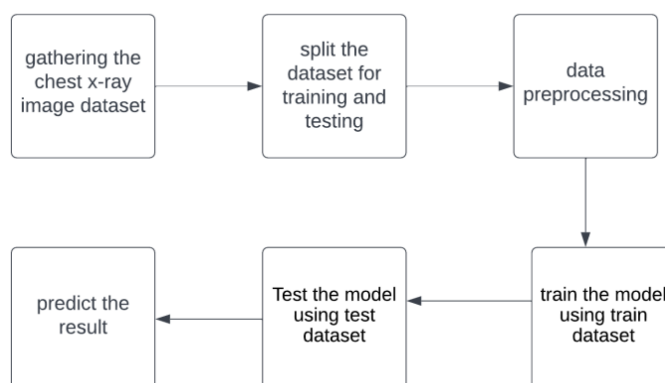 gathering the
chest x-ray
image dataset
split the
dataset for
training and
testing
data
preprocessing
train the model
using train
dataset
Test the model
using test
dataset
predict the
result